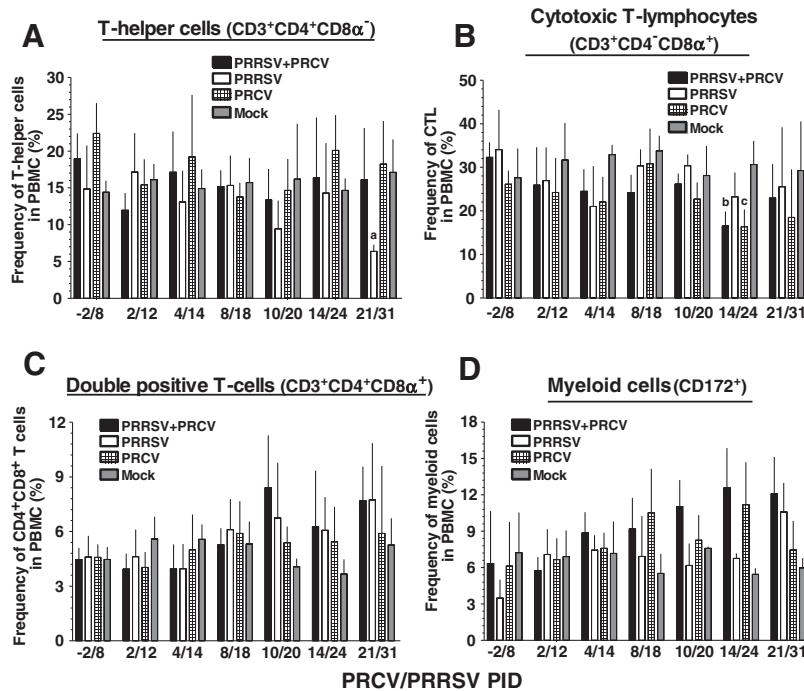 A
T-helper cells (CD3⁺CD4⁺CD8α⁻)
PRRSV+PRCV
PRRSV
PRCV
Mock
Frequency of T-helper cells
in PBMC (%)
35
30
25
20
15
10
5
0
a
-2/8 2/12 4/14 8/18 10/20 14/24 21/31
B
Cytotoxic T-lymphocytes
(CD3⁺CD4⁻CD8α⁺)
PRRSV+PRCV
PRRSV
PRCV
Mock
Frequency of CTL
in PBMC (%)
50
40
30
20
10
0
b c
-2/8 2/12 4/14 8/18 10/20 14/24 21/31
C
Double positive T-cells (CD3⁺CD4⁺CD8α⁺)
PRRSV+PRCV
PRRSV
PRCV
Mock
Frequency of CD4⁺CD8⁺ T cells
in PBMC (%)
12
9
6
3
0
-2/8 2/12 4/14 8/18 10/20 14/24 21/31
D
Myeloid cells (CD172⁺)
PRRSV+PRCV
PRRSV
PRCV
Mock
Frequency of myeloid cells
in PBMC (%)
18
15
12
9
6
3
0
-2/8 2/12 4/14 8/18 10/20 14/24 21/31
PRCV/PRRSV PID